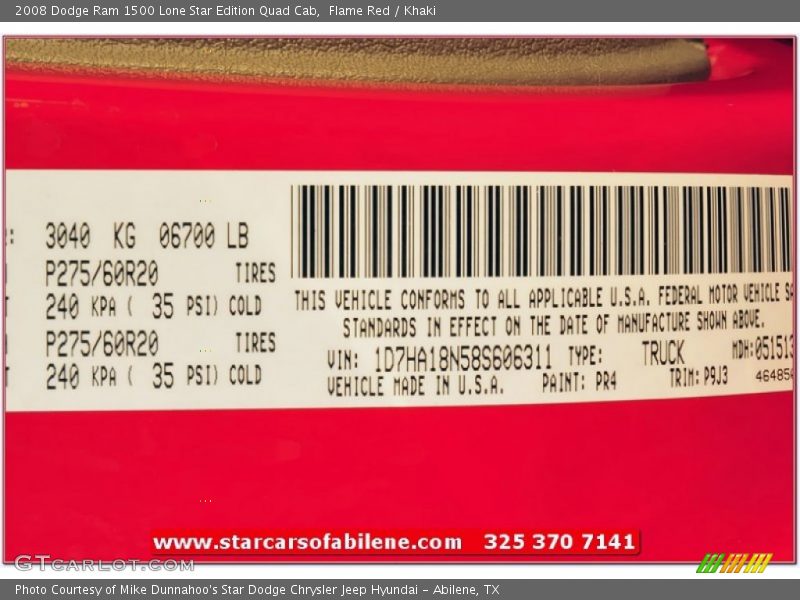 2008 Dodge Ram 1500 Lone Star Edition Quad Cab, Flame Red / Khaki
3040 KG 06700 LB
P275/60R20 TIRES
240 KPA ( 35 PSI) COLD
P275/60R20 TIRES
240 KPA ( 35 PSI) COLD
THIS VEHICLE CONFORMS TO ALL APPLICABLE U.S.A. FEDERAL MOTOR VEHICLE SA
STANDARDS IN EFFECT ON THE DATE OF MANUFACTURE SHOWN ABOVE.
VIN: 1D7HA18N58S606311 TYPE: TRUCK MDH:051513
VEHICLE MADE IN U.S.A. PAINT: PR4 TRIM: P9J3 46485
www.starcarsofabilene.com 325 370 7141
GTCARLOT.COM
Photo Courtesy of Mike Dunnahoo's Star Dodge Chrysler Jeep Hyundai - Abilene, TX